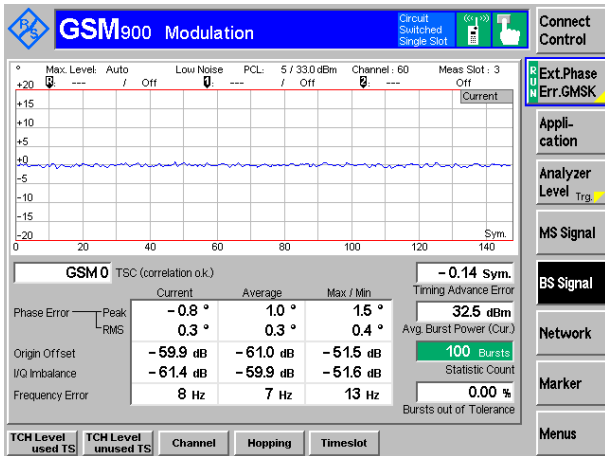 R S
GSM900 Modulation
Circuit Switched Single Slot
Connect Control
° Max. Level: Auto Low Noise PCL: 5 / 33.0 dBm Channel : 60 Meas Slot : 3
--- / Off 1: --- / Off 2: --- Off
Current
+20
+15
+10
+5
+0
-5
-10
-15
-20
Sym.
0 20 40 60 80 100 120 140
RUN
Ext.Phase Err.GMSK
Appli-cation
Analyzer Level Trg.
MS Signal
BS Signal
Network
Marker
Menus
GSM 0 TSC (correlation o.k.)
Current Average Max / Min
Phase Error Peak - 0.8 ° 1.0 ° 1.5 °
RMS 0.3 ° 0.3 ° 0.4 °
Origin Offset - 59.9 dB - 61.0 dB - 51.5 dB
I/Q Imbalance - 61.4 dB - 59.9 dB - 51.6 dB
Frequency Error 8 Hz 7 Hz 13 Hz
- 0.14 Sym.
Timing Advance Error
32.5 dBm
Avg. Burst Power (Cur.)
100 Bursts
Statistic Count
0.00 %
Bursts out of Tolerance
TCH Level used TS
TCH Level unused TS
Channel
Hopping
Timeslot